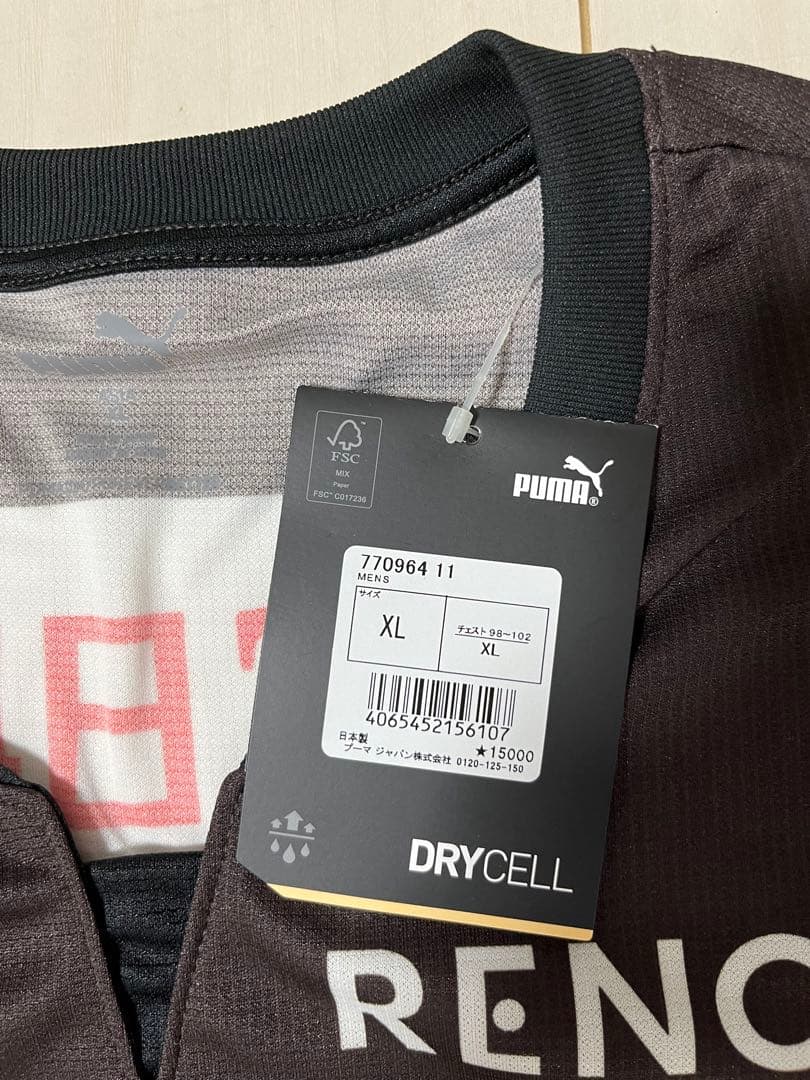 PUMA
FSC
MIX
Paper
FSC™ C017236
PUMA®
770964 11
MENS
サイズ
XL
チェスト 98~102
XL
4065452156107
日本製
★15000
プーマ ジャパン株式会社 0120-125-150
DRYCELL
RENO